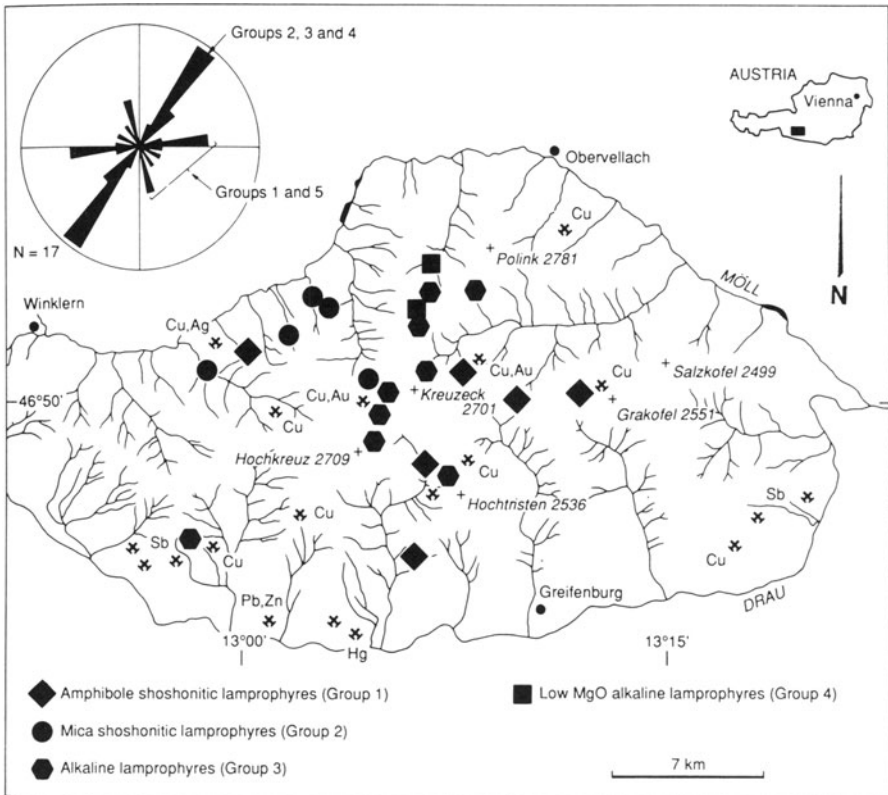 Groups 2, 3 and 4
Groups 1 and 5
N = 17
AUSTRIA
Vienna
N
Obervellach
Cu
Polink 2781
MÖLL
Winklern
Cu,Ag
Cu,Au
Cu
Salzkofel 2499
Cu,Au
Kreuzeck
2701
Grakofel 2551
46°50'
Cu
Hochkreuz 2709
Cu
Hochtristen 2536
Sb
Cu
Sb
Cu
Cu
Pb,Zn
Greifenburg
DRAU
Hg
13°00'
13°15'
Amphibole shoshonitic lamprophyres (Group 1)
Low MgO alkaline lamprophyres (Group 4)
Mica shoshonitic lamprophyres (Group 2)
Alkaline lamprophyres (Group 3)
7 km